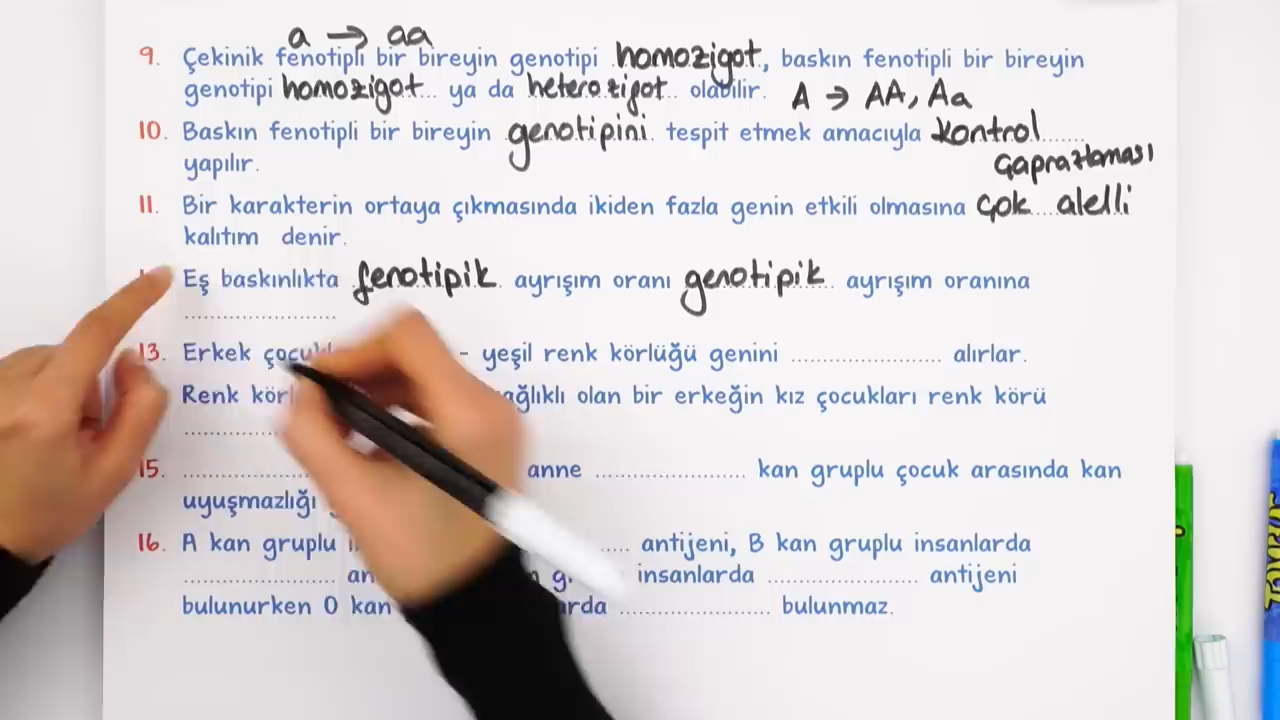 a → aa
9. Çekinik fenotipli bir bireyin genotipi homozigot, baskın fenotipli bir bireyin
genotipi homozigot ya da heterozigot olabilir. A → AA, Aa
10. Baskın fenotipli bir bireyin genotipini tespit etmek amacıyla kontrol
çaprazlaması
yapılır.
11. Bir karakterin ortaya çıkmasında ikiden fazla genin etkili olmasına çok alelli
kalıtım denir.
Eş baskınlıkta fenotipik ayrışım oranı genotipik ayrışım oranına
....................
13. Erkek - yeşil renk körlüğü genini .................... alırlar.
Renk olan bir erkeğin kız çocukları renk körü
15. .................... anne .................... kan gruplu çocuk arasında kan
uyuşmazlığı
16. A kan gruplu antijeni, B kan gruplu insanlarda
.................... insanlarda .................... antijeni
bulunurken 0 kan .................... bulunmaz.